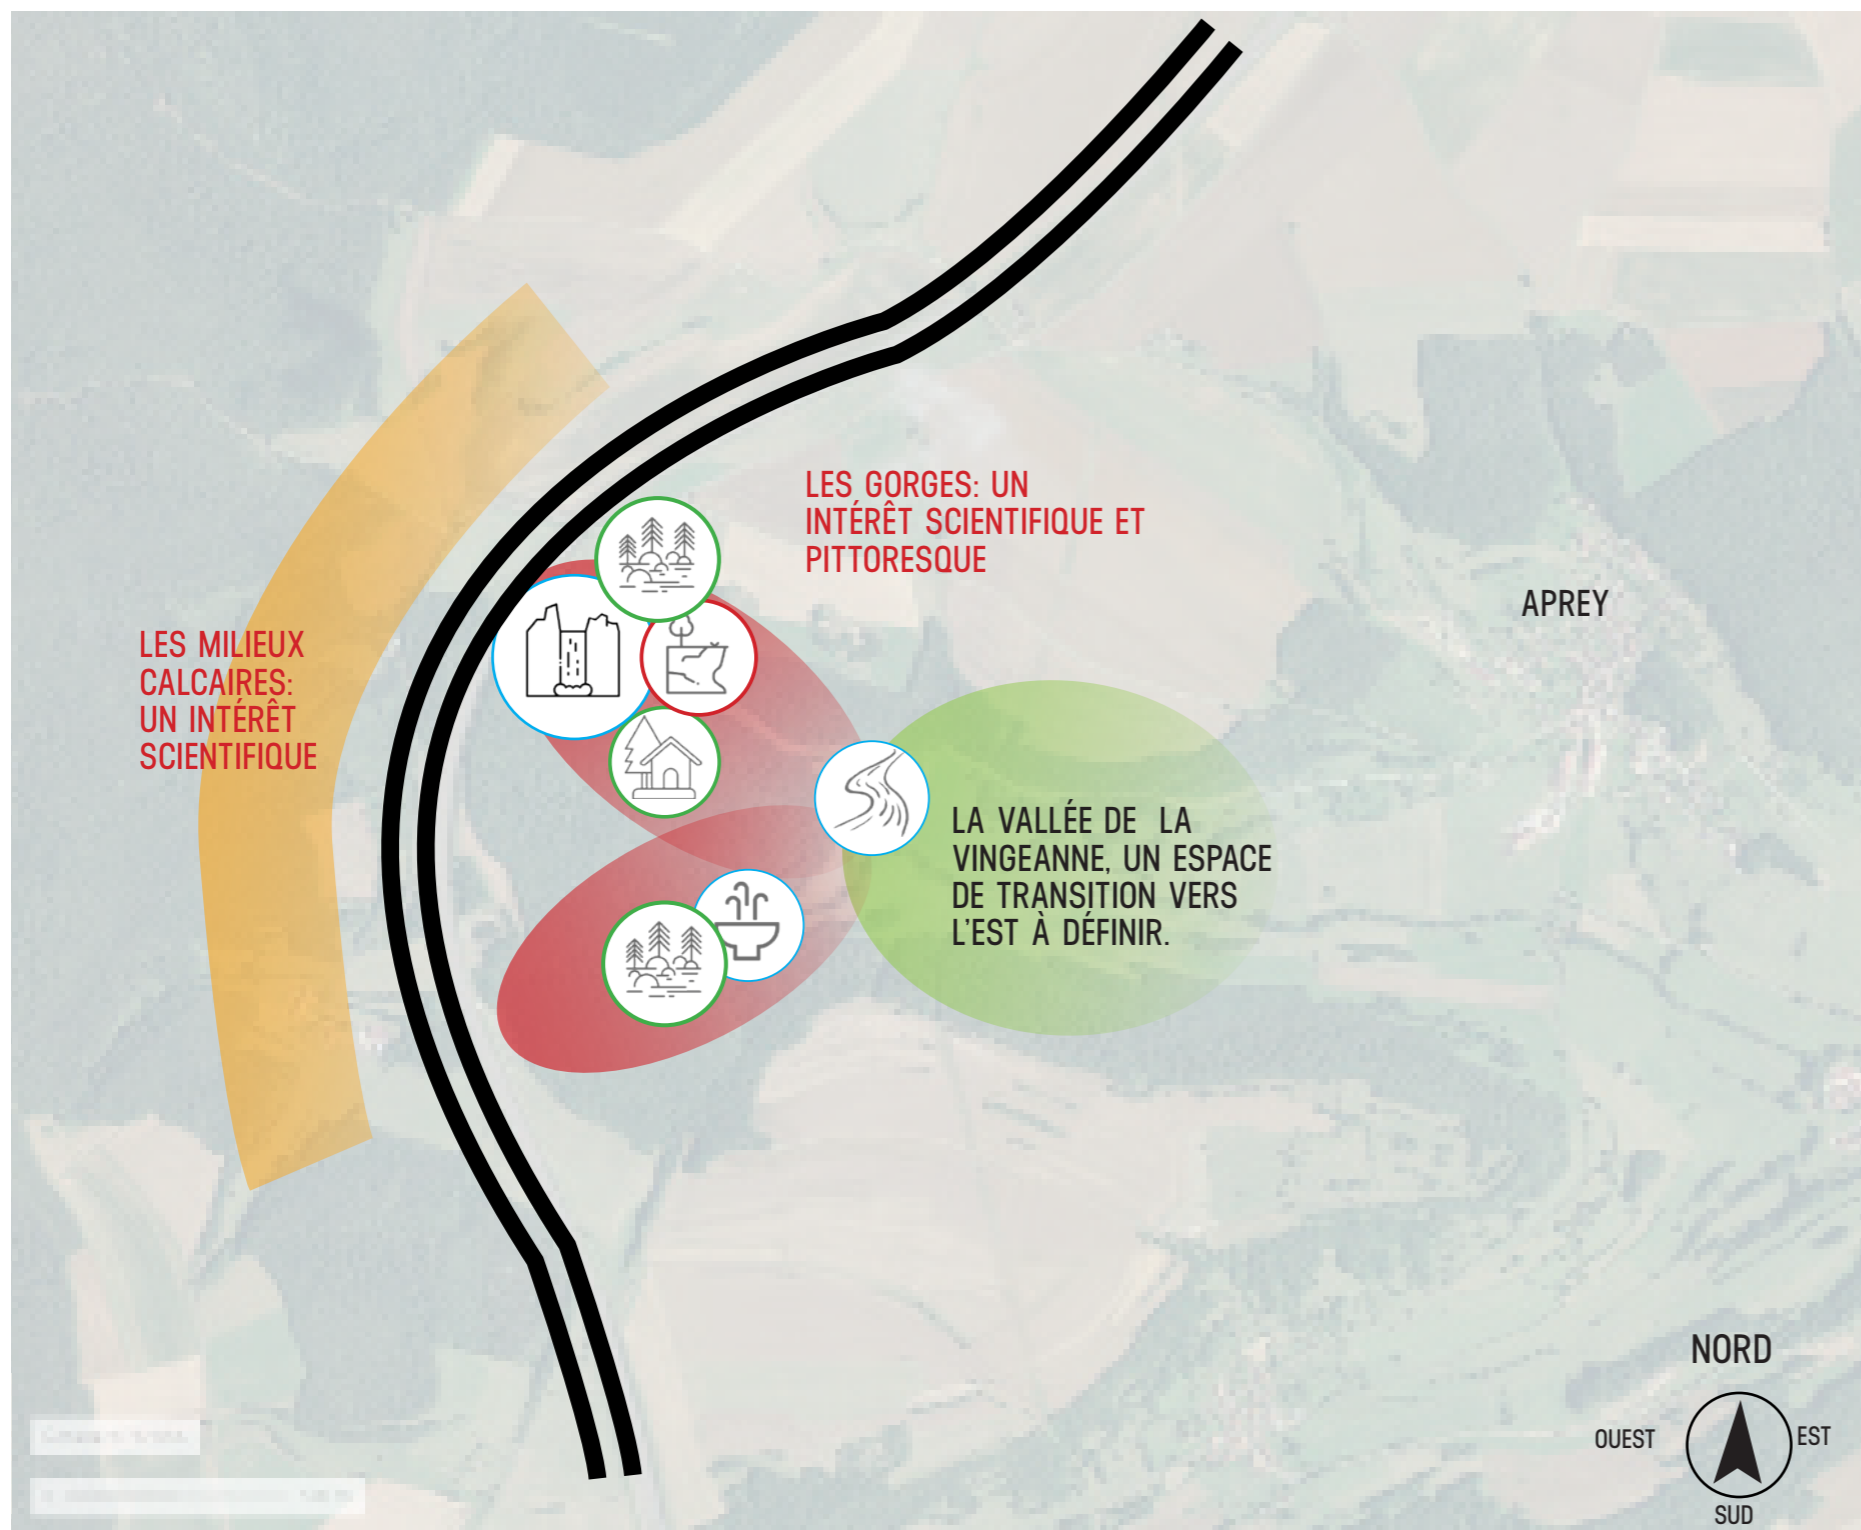 LES GORGES: UN
INTÉRÊT SCIENTIFIQUE ET
PITTORESQUE
APREY
LES MILIEUX
CALCAIRES:
UN INTÉRÊT
SCIENTIFIQUE
LA VALLÉE DE LA
VINGEANNE, UN ESPACE
DE TRANSITION VERS
L'EST À DÉFINIR.
NORD
OUEST
EST
SUD